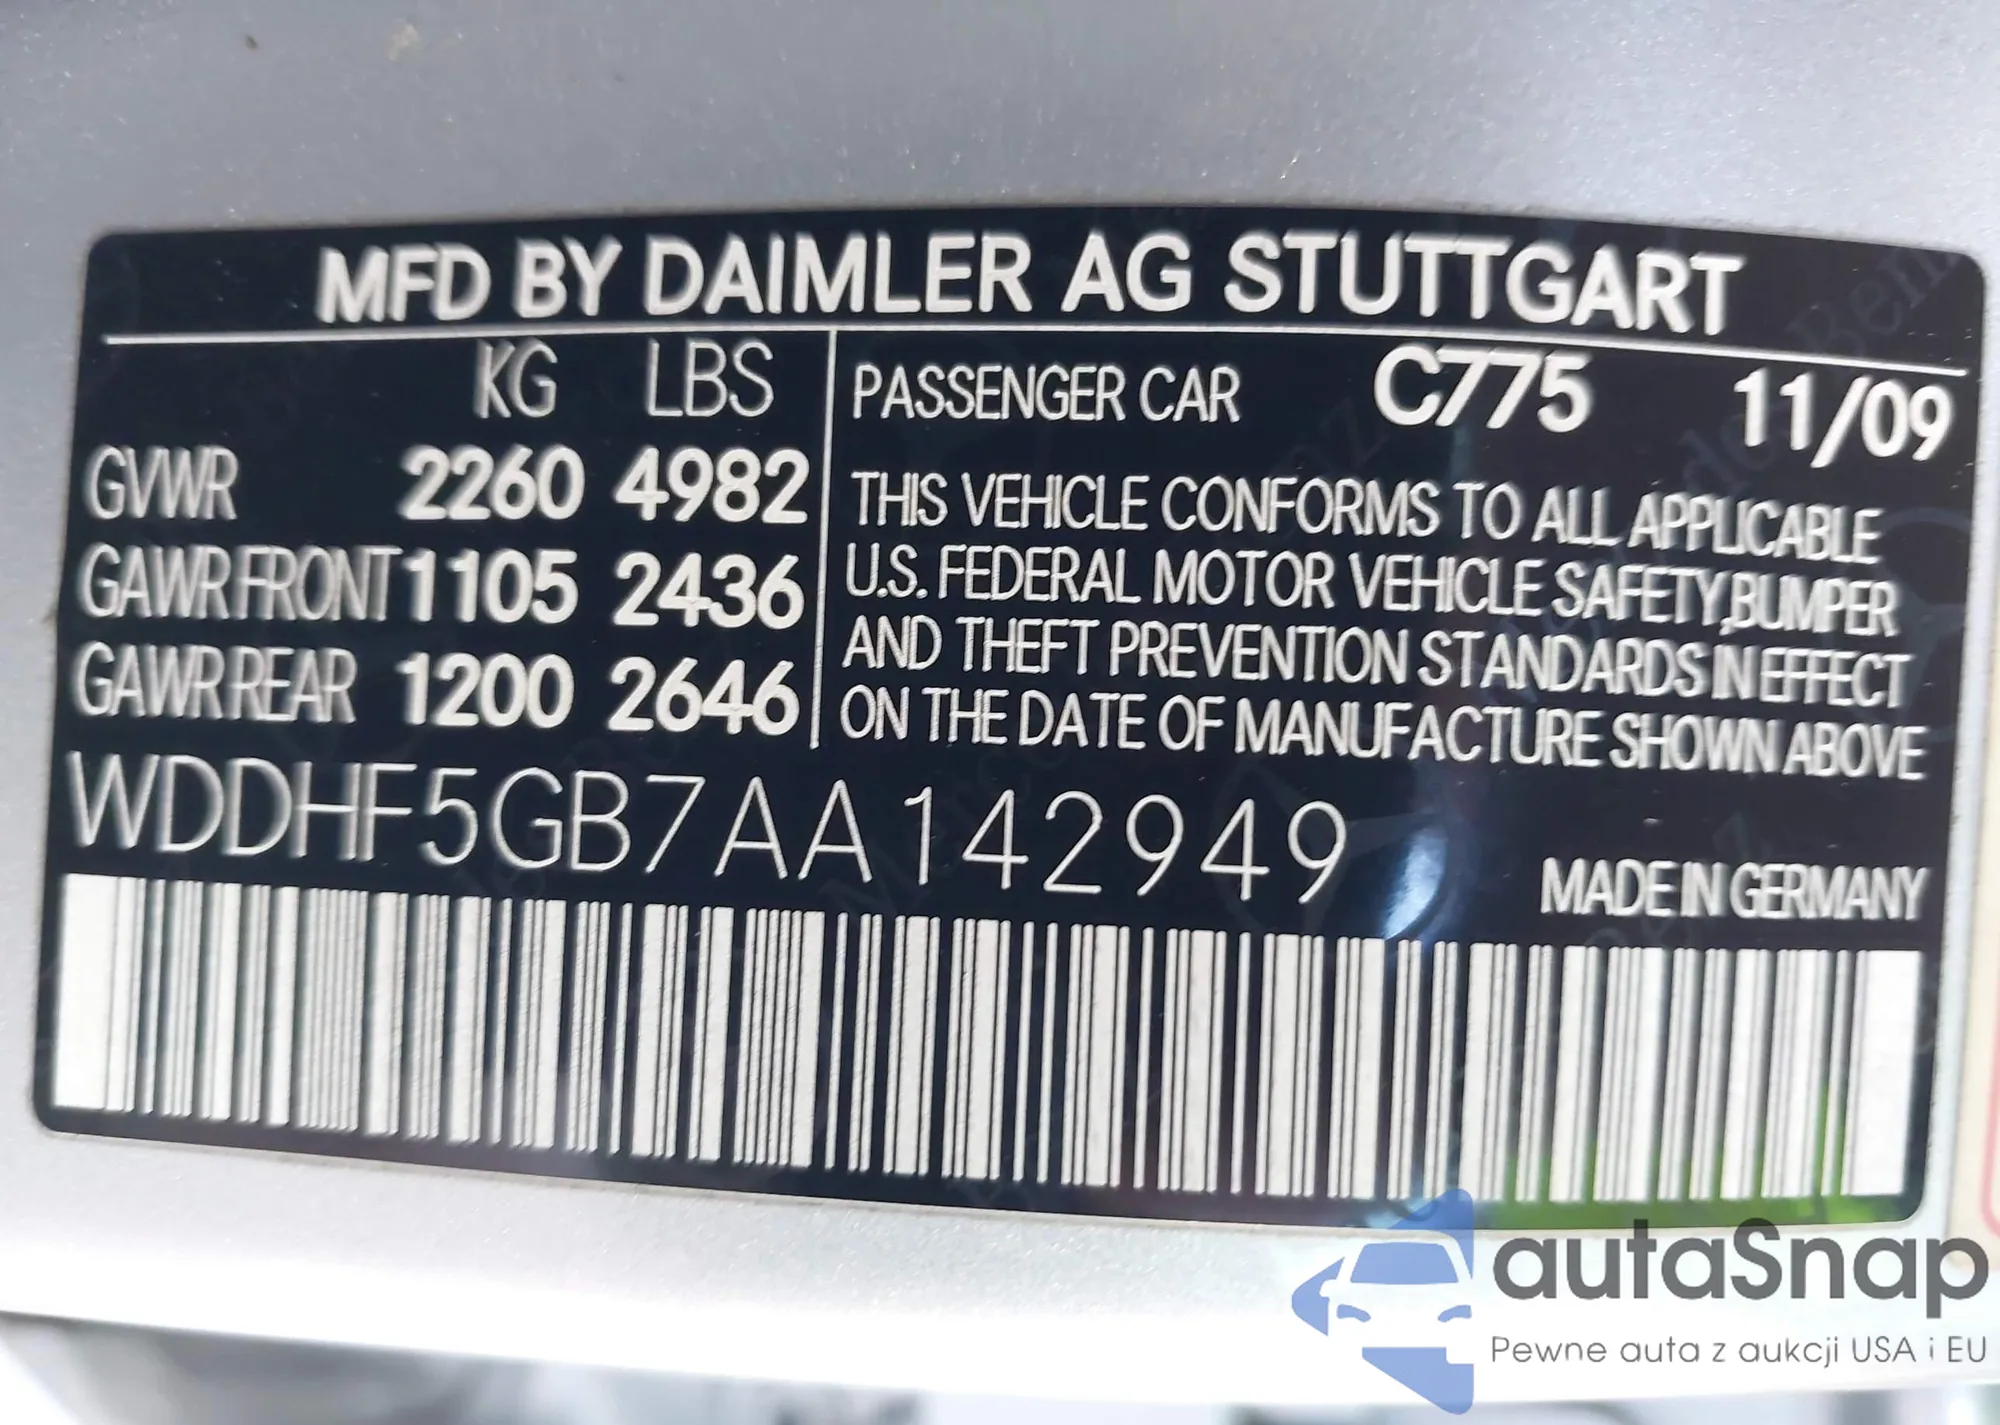 MFD BY DAIMLER AG STUTTGART
KG LBS
GVWR 2260 4982
GAWR FRONT 1105 2436
GAWR REAR 1200 2646
PASSENGER CAR C775 11/09
THIS VEHICLE CONFORMS TO ALL APPLICABLE
U.S. FEDERAL MOTOR VEHICLE SAFETY, BUMPER
AND THEFT PREVENTION STANDARDS IN EFFECT
ON THE DATE OF MANUFACTURE SHOWN ABOVE
WDDHF5GB7AA142949
MADE IN GERMANY
autaSnap
Pewne auta z aukcji USA i EU